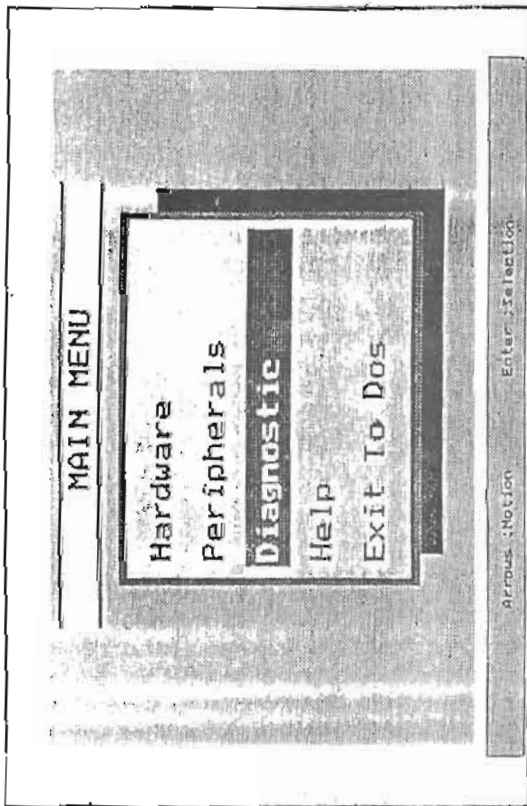 MAIN MENU
Hardware
Peripherals
Diagnostic
Help
Exit To Dos
Arrows :Motion Enter :Selection